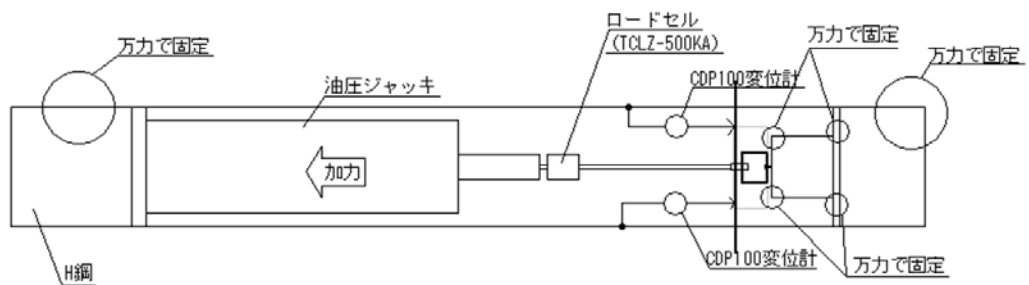 ロードセル
(TCLZ-500KA)
万力で固定
万力で固定
万力で固定
CDP100変位計
油圧ジャッキ
加力
CDP100変位計
万力で固定
H鋼